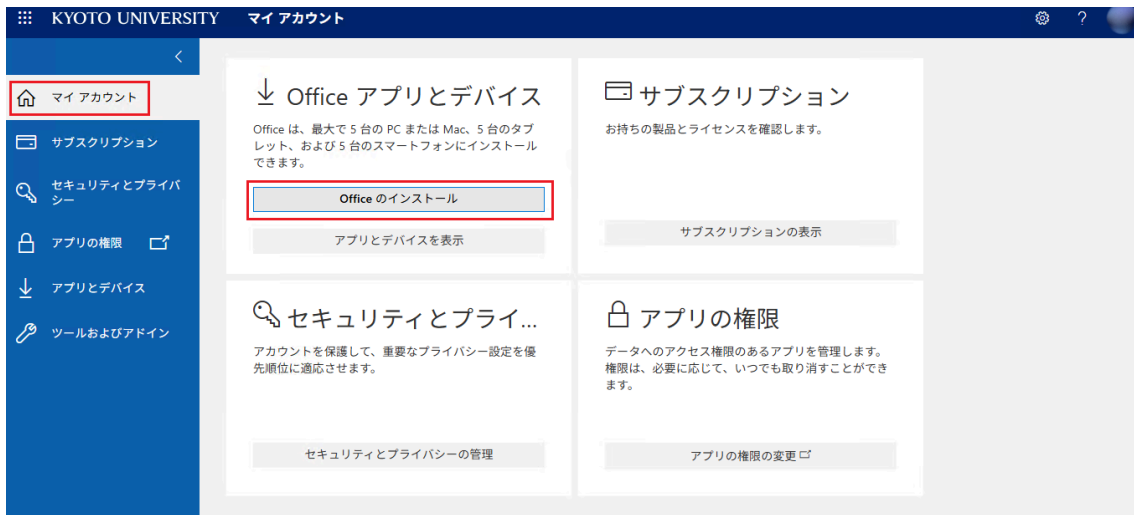 KYOTO UNIVERSITY マイ アカウント ?
マイ アカウント
サブスクリプション
セキュリティとプライバ
シー
アプリの権限
アプリとデバイス
ツールおよびアドイン
Office アプリとデバイス
Office は、最大で 5 台の PC または Mac、5 台のタブ
レット、および 5 台のスマートフォンにインストール
できます。
Office のインストール
アプリとデバイスを表示
サブスクリプション
お持ちの製品とライセンスを確認します。
サブスクリプションの表示
セキュリティとプライ...
アカウントを保護して、重要なプライバシー設定を優
先順位に適応させます。
セキュリティとプライバシーの管理
アプリの権限
データへのアクセス権限のあるアプリを管理します。
権限は、必要に応じて、いつでも取り消すことができ
ます。
アプリの権限の変更